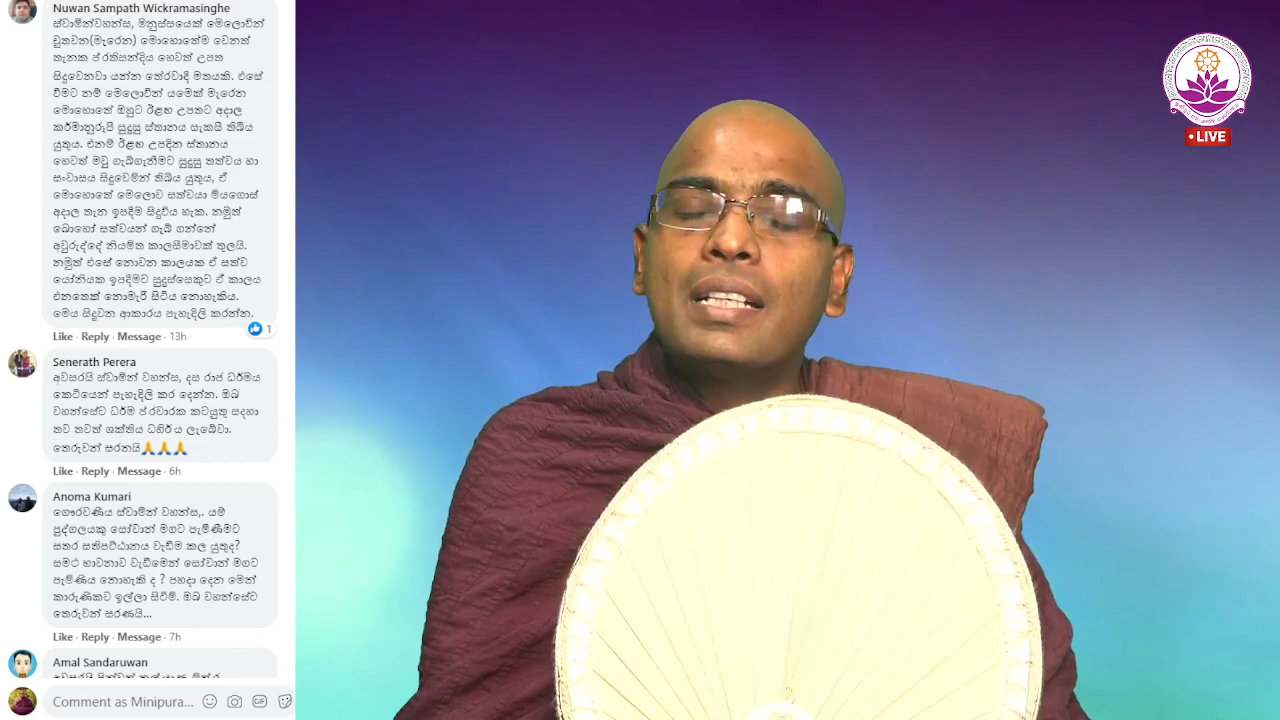 Nuwan Sampath Wickramasinghe
ස්වාමින්වහන්ස, මනුස්සයෙක් මෙලොවින්
චුතවන(මැරෙන) මොහොතේම වෙනත්
තැනක ප්රතිසන්දිය හෙවත් උපත
සිදුවෙනවා යන්න තේරවාදී මතයකි. එසේ
වීමට නම් මෙලොවින් යමෙක් මැරෙන
මොහොතේ ඔහුට ඊළඟ උපතට අදාල
කර්මානුරූපී සුදුසු ස්තානය සැකසී තිබිය
යුතුය. එනම් ඊළඟ උපදින ස්තානය
හෙවත් මවු ගැබ්ගැනීමට සුදුසු තත්වය හා
සංවාසය සිදුවෙමින් තිබිය යුතුය, ඒ
මොහොතේ මෙලොව සත්වයා මියගොස්
අදාල තැන ඉපදීම සිදුවිය හැක. නමුත්
බොහෝ සත්වයන් ගැබ් ගන්නේ
අවුරුද්දේ නියමිත කාලසීමාවක් තුලයි.
නමුත් එසේ නොවන කාලයක ඒ සත්ව
යෝනියක ඉපදීමට සුදුස්සෙකුට ඒ කාලය
එනතෙක් නොමැරී සිටිය නොහැකිය.
මෙය සිදුවන ආකාරය පැහැදිලි කරන්න.
1
Like · Reply · Message · 13h
Senerath Perera
අවසරයි ස්වාමින් වහන්ස, දස රාජ ධර්මය
කෙටියෙන් පැහැදිලි කර දෙන්න. ඔබ
වහන්සේට ධර්ම ප්රචාරක කටයුතු සදහා
තව තවත් ශක්තිය ධෛර්ය ලැබේවා.
තෙරුවන් සරනයි🙏🙏🙏
Like · Reply · Message · 6h
Anoma Kumari
ගෞරවණීය ස්වාමින් වහන්ස,. යම්
පුද්ගලයකු සෝවාන් මගට පැමිණීමට
සතර සතිපට්ඨානය වැඩීම කල යුතුද?
සමථ භාවනාව වැඩීමෙන් සෝවාන් මගට
පැමිණිය නොහැකි ද ? පහදා දෙන මෙන්
කාරුණිකව ඉල්ලා සිටිමි. ඔබ වහන්සේට
තෙරුවන් සරණයි...
Like · Reply · Message · 7h
Amal Sandaruwan
Comment as Minipura...
GIF
• LIVE